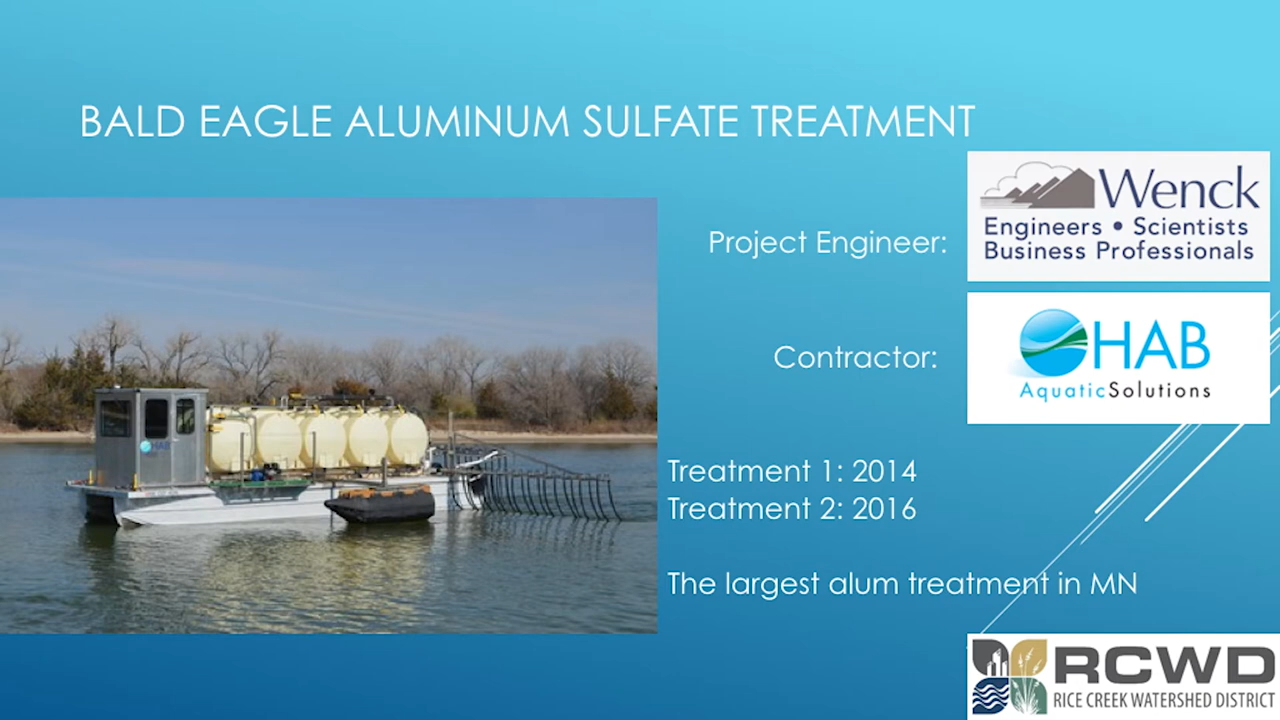 BALD EAGLE ALUMINUM SULFATE TREATMENT
Project Engineer:
Wenck
Engineers • Scientists
Business Professionals
Contractor:
HAB
AquaticSolutions
HAB
Treatment 1: 2014
Treatment 2: 2016
The largest alum treatment in MN
RCWD
RICE CREEK WATERSHED DISTRICT